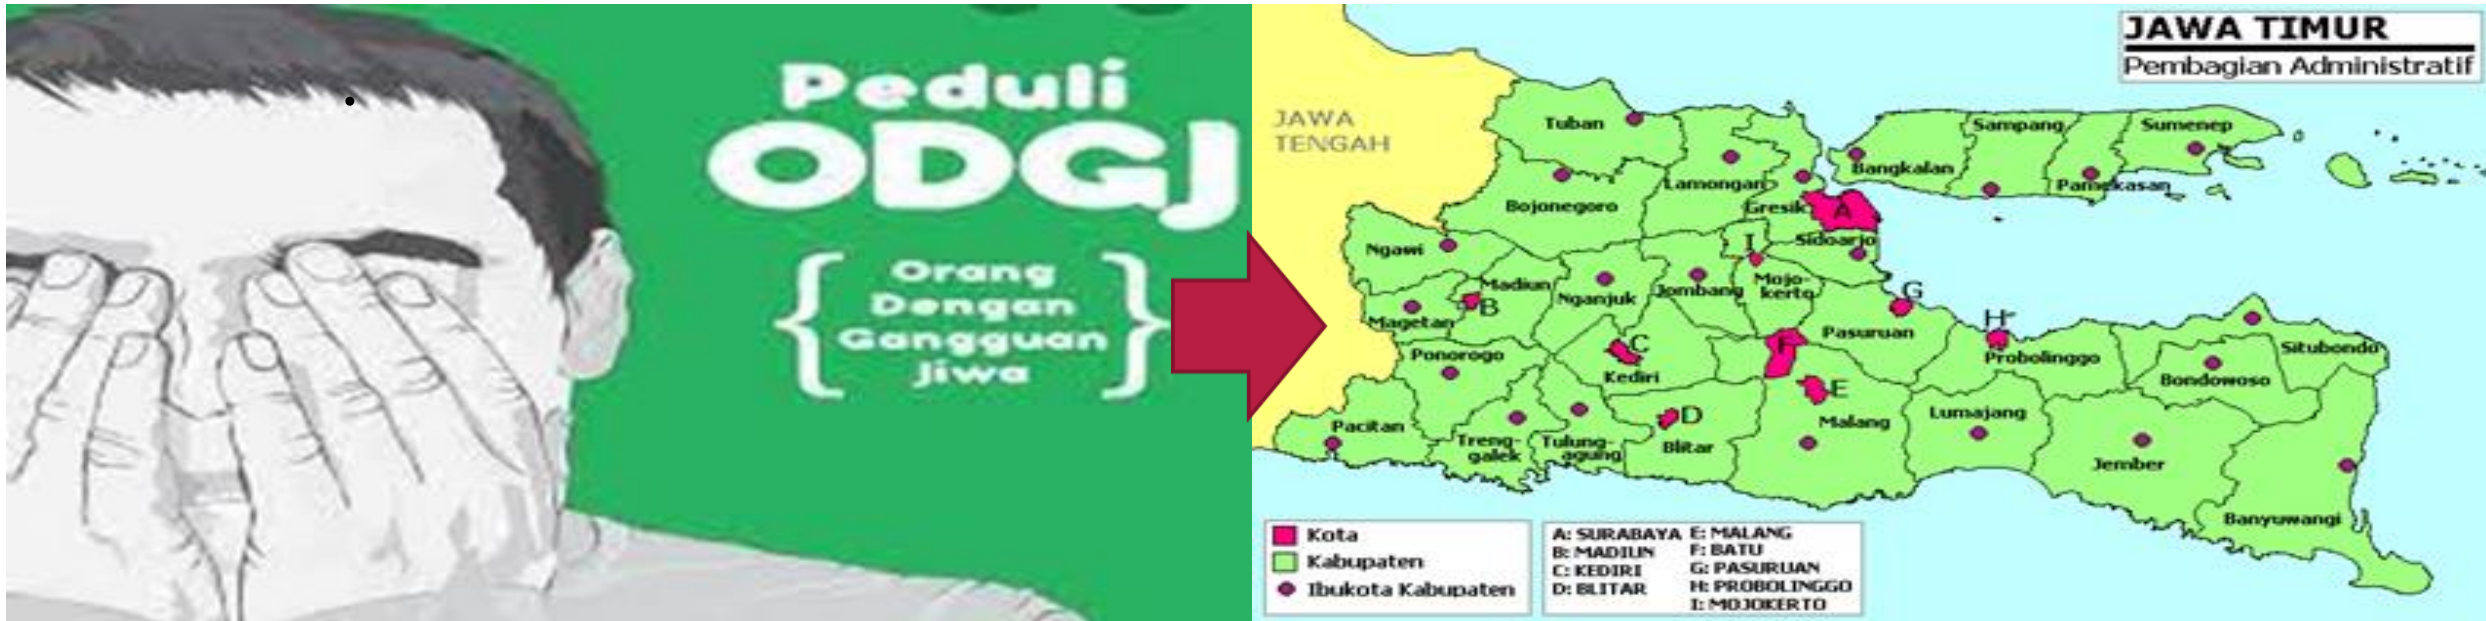 Peduli
ODGJ
Orang
Dengan
Gangguan
Jiwa
JAWA TIMUR
Pembagian Administratif
JAWA
TENGAH
Tuban
Lamongan
Gresik
A
Bangkalan
Sampang
Pamekasan
Sumenep
Bojonegoro
Ngawi
Madiun
B
Magetan
Nganjuk
Jombang
I
Mojo-
kerto
Sidoarjo
G
Pasuruan
H
Probolinggo
Situbondo
Bondowoso
Ponorogo
C
Kediri
F
E
Malang
D
Blitar
Pacitan
Treng-
galek
Tulung-
agung
Lumajang
Jember
Banyuwangi
Kota
Kabupaten
Ibukota Kabupaten
A: SURABAYA
B: MADIUN
C: KEDIRI
D: BLITAR
E: MALANG
F: BATU
G: PASURUAN
H: PROBOLINGGO
I: MOJOKERTO